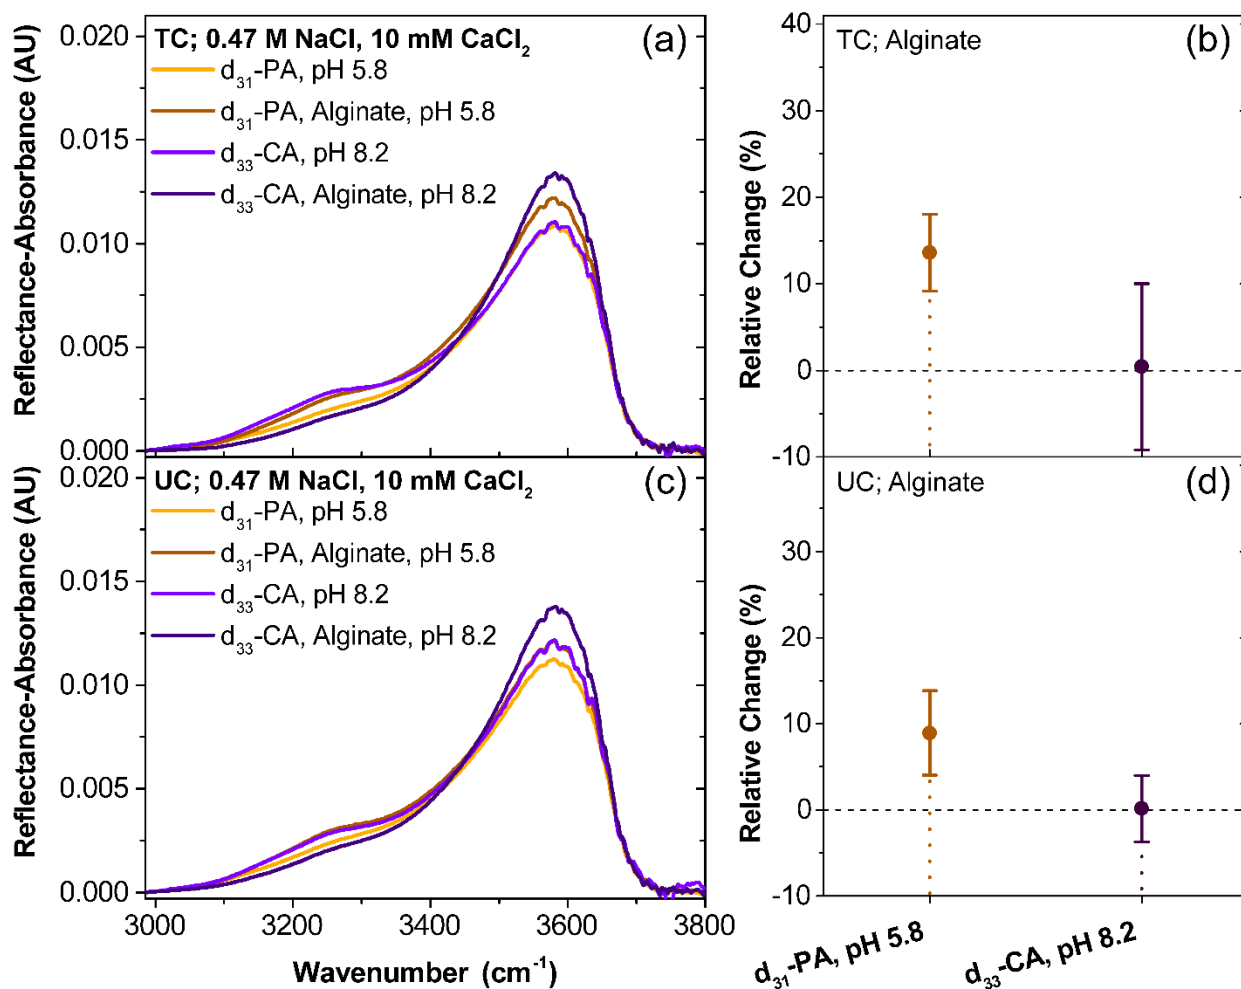 TC; 0.47 M NaCl, 10 mM CaCl₂
(a)
d₃₁-PA, pH 5.8
d₃₁-PA, Alginate, pH 5.8
d₃₃-CA, pH 8.2
d₃₃-CA, Alginate, pH 8.2
Reflectance-Absorbance (AU)
0.020
0.015
0.010
0.005
0.000
TC; Alginate
(b)
Relative Change (%)
40
30
20
10
0
-10
UC; 0.47 M NaCl, 10 mM CaCl₂
(c)
d₃₁-PA, pH 5.8
d₃₁-PA, Alginate, pH 5.8
d₃₃-CA, pH 8.2
d₃₃-CA, Alginate, pH 8.2
Reflectance-Absorbance (AU)
0.020
0.015
0.010
0.005
0.000
3000
3200
3400
3600
3800
Wavenumber (cm⁻¹)
UC; Alginate
(d)
Relative Change (%)
30
20
10
0
-10
d₃₁-PA, pH 5.8
d₃₃-CA, pH 8.2